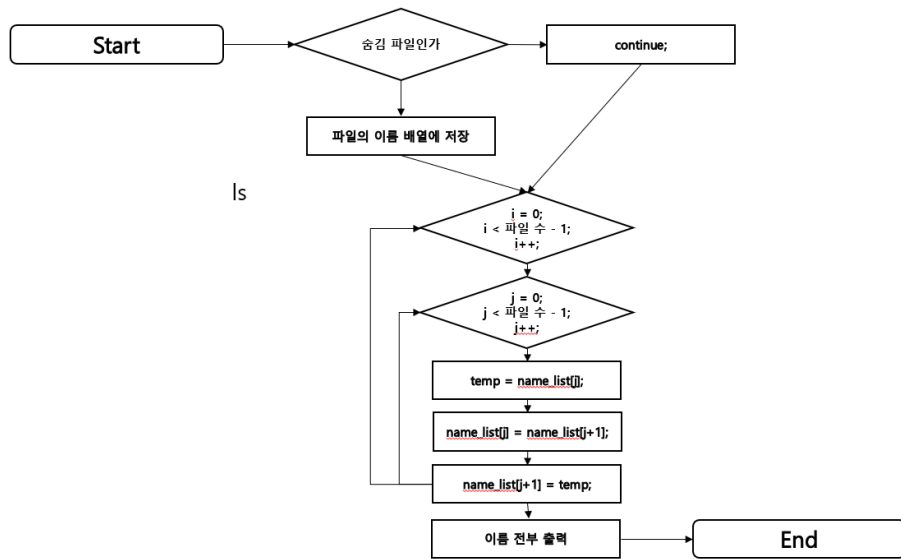 Start
숨김 파일인가
continue;
파일의 이름 배열에 저장
ls
i = 0;
i < 파일 수 - 1;
i++;
j = 0;
j < 파일 수 - 1;
j++;
temp = name_list[j];
name_list[j] = name_list[j+1];
name_list[j+1] = temp;
이름 전부 출력
End